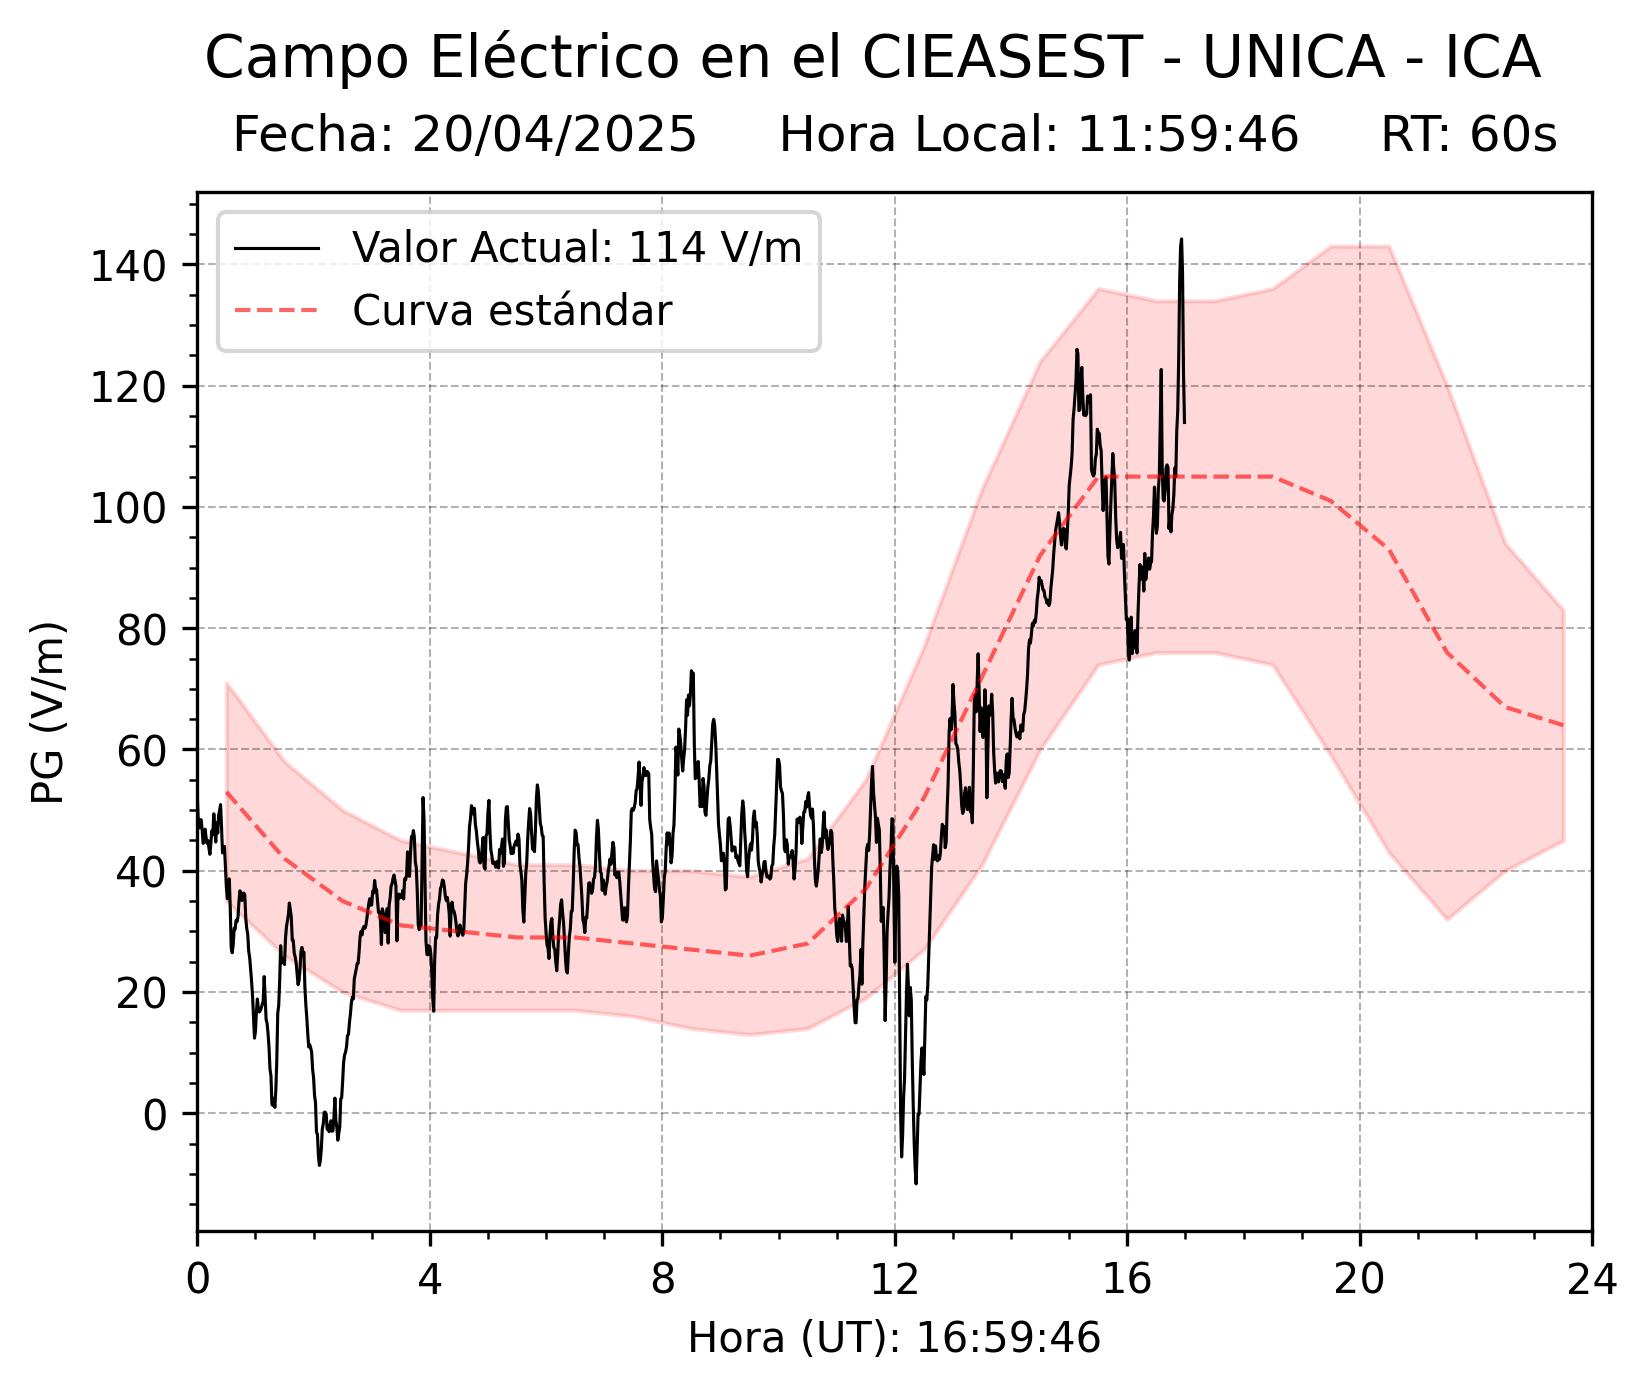 Campo Eléctrico en el CIEASEST - UNICA - ICA
Fecha: 20/04/2025 Hora Local: 11:59:46 RT: 60s
Valor Actual: 114 V/m
Curva estándar
140
120
100
80
60
40
20
0
PG (V/m)
0 4 8 12 16 20 24
Hora (UT): 16:59:46